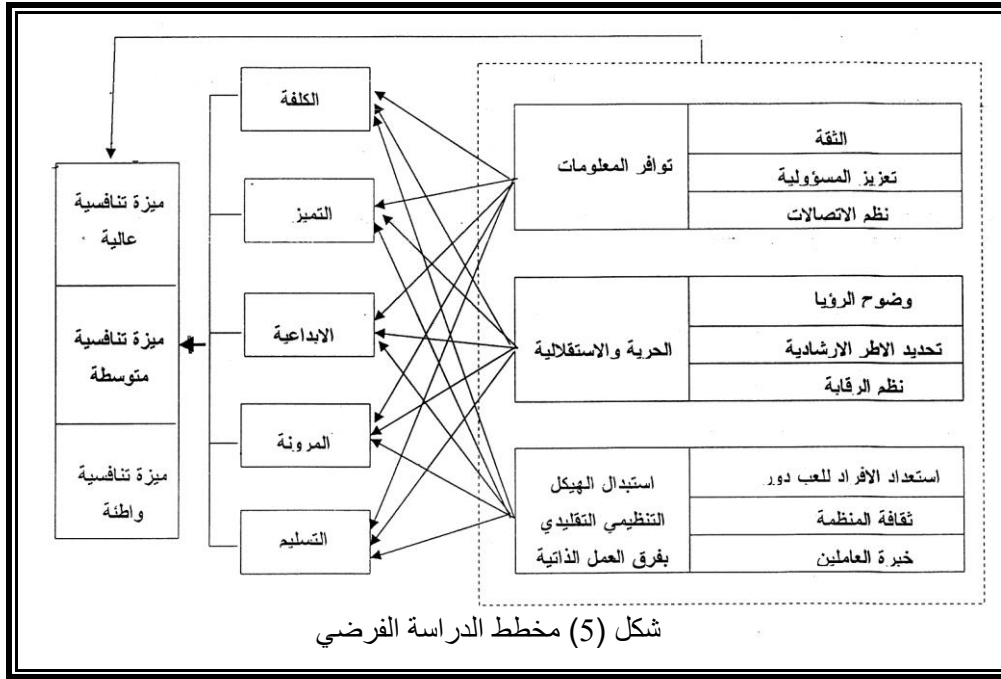 توافر المعلومات
الثقة
تعزيز المسؤولية
نظم الاتصالات
الحرية والاستقلالية
وضوح الرؤيا
تحديد الاطر الارشادية
نظم الرقابة
استبدال الهيكل
التنظيمي التقليدي
بفرق العمل الذاتية
استعداد الافراد للعب دور
ثقافة المنظمة
خبرة العاملين
الكلفة
التميز
الابداعية
المرونة
التسليم
ميزة تنافسية
عالية
ميزة تنافسية
متوسطة
ميزة تنافسية
واطئة
شكل (5) مخطط الدراسة الفرضي